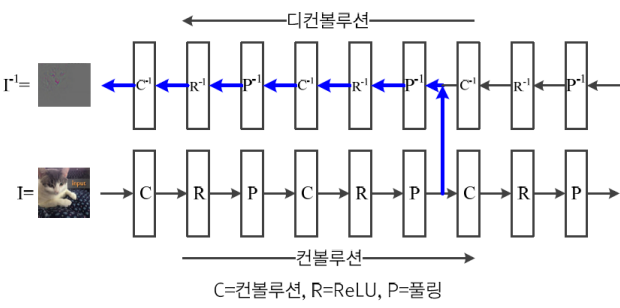 디컨볼루션
I⁻¹= C⁻¹ R⁻¹ P⁻¹ C⁻¹ R⁻¹ P⁻¹ C⁻¹ R⁻¹ P⁻¹
I= Input C R P C R P C R P
컨볼루션
C=컨볼루션, R=ReLU, P=풀링